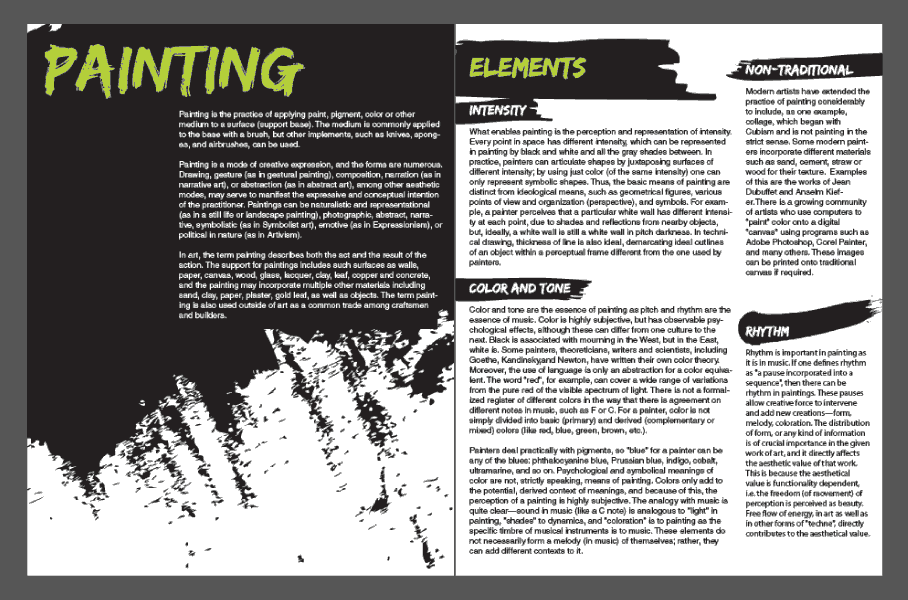 PAINTING
Painting is the practice of applying paint, pigment, color or other
medium to a surface (support base). The medium is commonly applied
to the base with a brush, but other implements, such as knives, spong-
es, and airbrushes, can be used.
Painting is a mode of creative expression, and the forms are numerous.
Drawing, gesture (as in gestural painting), composition, narration (as in
narrative art), or abstraction (as in abstract art), among other aesthetic
modes, may serve to manifest the expressive and conceptual intention
of the practitioner. Paintings can be naturalistic and representational
(as in a still life or landscape painting), photographic, abstract, narra-
tive, symbolistic (as in Symbolist art), emotive (as in Expressionism), or
political in nature (as in Artivism).
In art, the term painting describes both the act and the result of the
action. The support for paintings includes such surfaces as walls,
paper, canvas, wood, glass, lacquer, clay, leaf, copper and concrete,
and the painting may incorporate multiple other materials including
sand, clay, paper, plaster, gold leaf, as well as objects. The term paint-
ing is also used outside of art as a common trade among craftsmen
and builders.
ELEMENTS
INTENSITY
What enables painting is the perception and representation of intensity.
Every point in space has different intensity, which can be represented
in painting by black and white and all the gray shades between. In
practice, painters can articulate shapes by juxtaposing surfaces of
different intensity; by using just color (of the same intensity) one can
only represent symbolic shapes. Thus, the basic means of painting are
distinct from ideological means, such as geometrical figures, various
points of view and organization (perspective), and symbols. For exam-
ple, a painter perceives that a particular white wall has different intensi-
ty at each point, due to shades and reflections from nearby objects,
but, ideally, a white wall is still a white wall in pitch darkness. In techni-
cal drawing, thickness of line is also ideal, demarcating ideal outlines
of an object within a perceptual frame different from the one used by
painters.
COLOR AND TONE
Color and tone are the essence of painting as pitch and rhythm are the
essence of music. Color is highly subjective, but has observable psy-
chological effects, although these can differ from one culture to the
next. Black is associated with mourning in the West, but in the East,
white is. Some painters, theoreticians, writers and scientists, including
Goethe, Kandinsky,and Newton, have written their own color theory.
Moreover, the use of language is only an abstraction for a color equiva-
lent. The word "red", for example, can cover a wide range of variations
from the pure red of the visible spectrum of light. There is not a formal-
ized register of different colors in the way that there is agreement on
different notes in music, such as F or C. For a painter, color is not
simply divided into basic (primary) and derived (complementary or
mixed) colors (like red, blue, green, brown, etc.).
Painters deal practically with pigments, so "blue" for a painter can be
any of the blues: phthalocyanine blue, Prussian blue, indigo, cobalt,
ultramarine, and so on. Psychological and symbolical meanings of
color are not, strictly speaking, means of painting. Colors only add to
the potential, derived context of meanings, and because of this, the
perception of a painting is highly subjective. The analogy with music is
quite clear—sound in music (like a C note) is analogous to "light" in
painting, "shades" to dynamics, and "coloration" is to painting as the
specific timbre of musical instruments is to music. These elements do
not necessarily form a melody (in music) of themselves; rather, they
can add different contexts to it.
NON-TRADITIONAL
Modern artists have extended the
practice of painting considerably
to include, as one example,
collage, which began with
Cubism and is not painting in the
strict sense. Some modern paint-
ers incorporate different materials
such as sand, cement, straw or
wood for their texture. Examples
of this are the works of Jean
Dubuffet and Anselm Kief-
er.There is a growing community
of artists who use computers to
"paint" color onto a digital
"canvas" using programs such as
Adobe Photoshop, Corel Painter,
and many others. These images
can be printed onto traditional
canvas if required.
RHYTHM
Rhythm is important in painting as
it is in music. If one defines rhythm
as "a pause incorporated into a
sequence", then there can be
rhythm in paintings. These pauses
allow creative force to intervene
and add new creations—form,
melody, coloration. The distribution
of form, or any kind of information
is of crucial importance in the given
work of art, and it directly affects
the aesthetic value of that work.
This is because the aesthetical
value is functionality dependent,
i.e. the freedom (of movement) of
perception is perceived as beauty.
Free flow of energy, in art as well as
in other forms of "techne", directly
contributes to the aesthetical value.